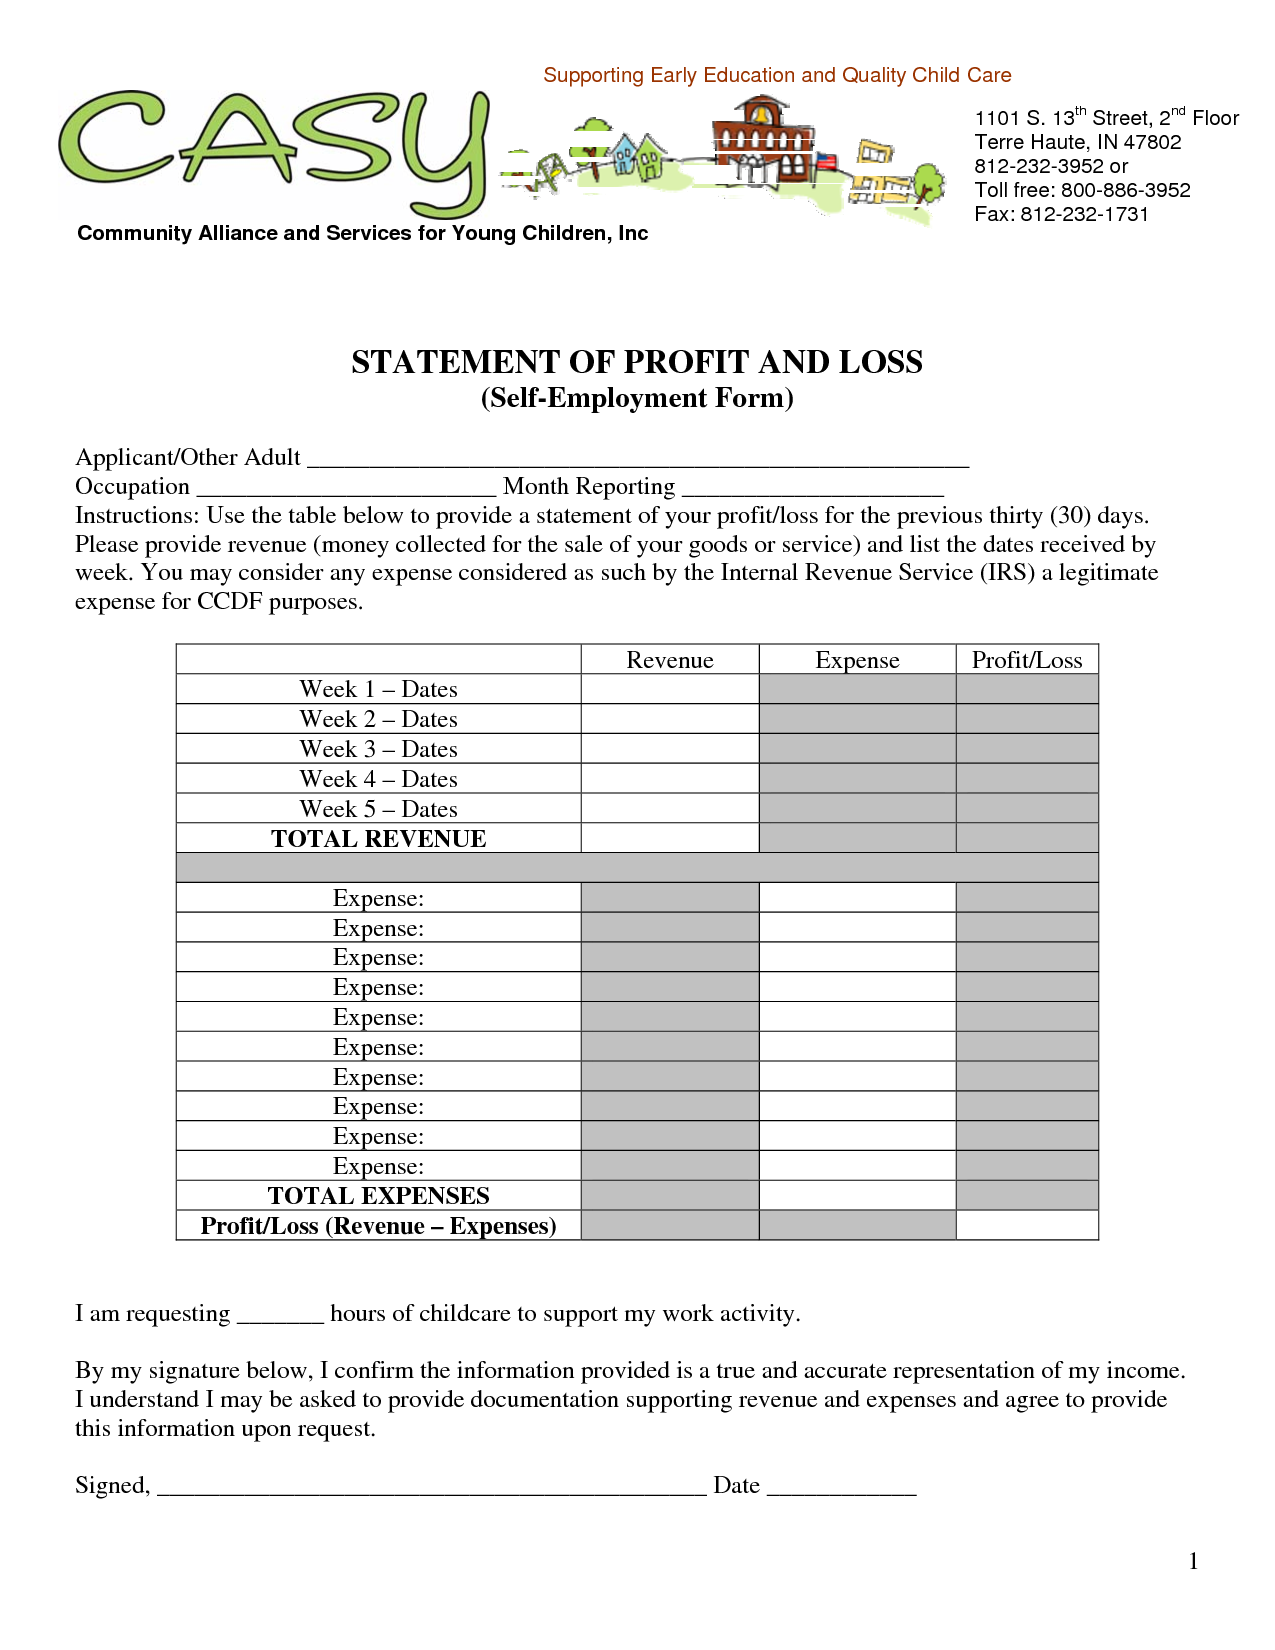 Supporting Early Education and Quality Child Care
CASY
1101 S. 13th Street, 2nd Floor
Terre Haute, IN 47802
812-232-3952 or
Toll free: 800-886-3952
Fax: 812-232-1731
Community Alliance and Services for Young Children, Inc
STATEMENT OF PROFIT AND LOSS
(Self-Employment Form)
Applicant/Other Adult _____________________________________________________
Occupation ________________________ Month Reporting _____________________
Instructions: Use the table below to provide a statement of your profit/loss for the previous thirty (30) days.
Please provide revenue (money collected for the sale of your goods or service) and list the dates received by
week. You may consider any expense considered as such by the Internal Revenue Service (IRS) a legitimate
expense for CCDF purposes.
Revenue Expense Profit/Loss
Week 1 – Dates
Week 2 – Dates
Week 3 – Dates
Week 4 – Dates
Week 5 – Dates
TOTAL REVENUE
Expense:
Expense:
Expense:
Expense:
Expense:
Expense:
Expense:
Expense:
Expense:
Expense:
TOTAL EXPENSES
Profit/Loss (Revenue – Expenses)
I am requesting _______ hours of childcare to support my work activity.
By my signature below, I confirm the information provided is a true and accurate representation of my income.
I understand I may be asked to provide documentation supporting revenue and expenses and agree to provide
this information upon request.
Signed, ____________________________________________ Date ____________
1